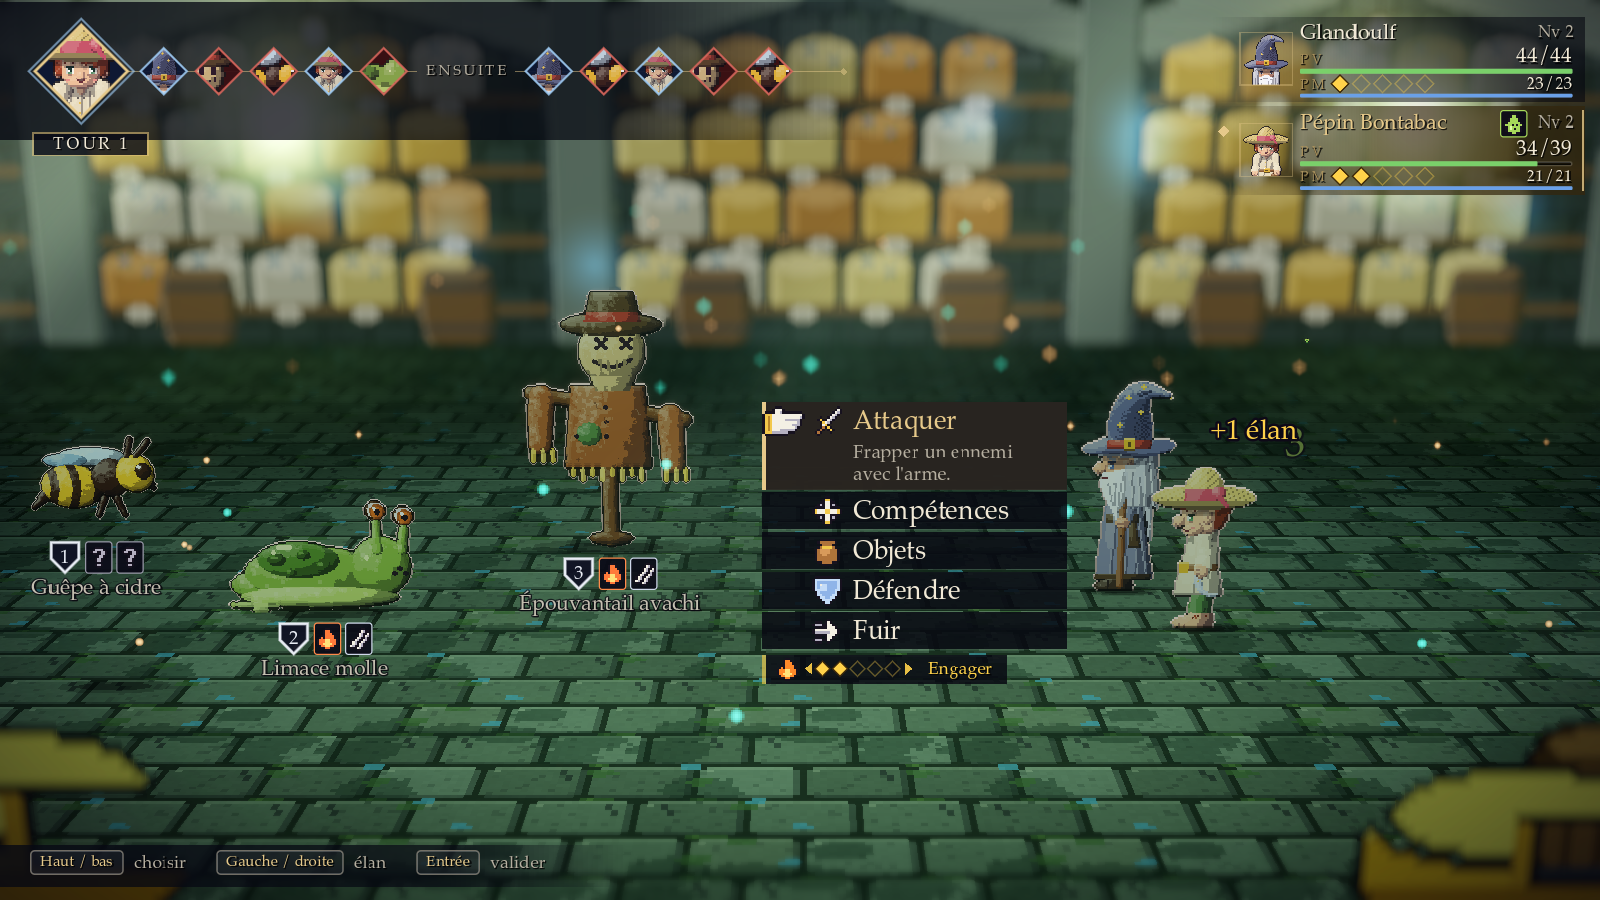 TOUR 1
ENSUITE
Glandoulf Nv 2
PV 44/44
PM 23/23
Pépin Bontabac Nv 2
PV 34/39
PM 21/21
+1 élan
Attaquer
Frapper un ennemi
avec l'arme.
Compétences
Objets
Défendre
Fuir
Engager
1 ? ?
Guêpe à cidre
2
Limace molle
3
Épouvantail avachi
Haut / bas choisir Gauche / droite élan Entrée valider